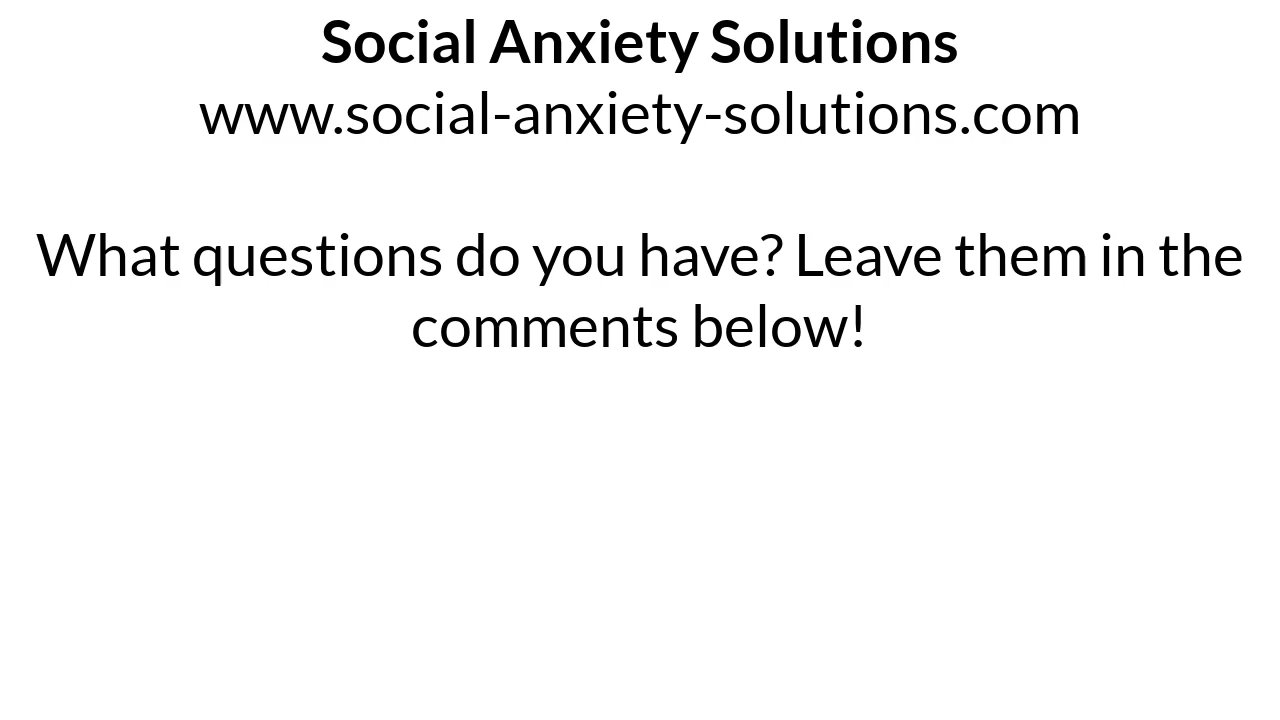 Social Anxiety Solutions
www.social-anxiety-solutions.com
What questions do you have? Leave them in the
comments below!